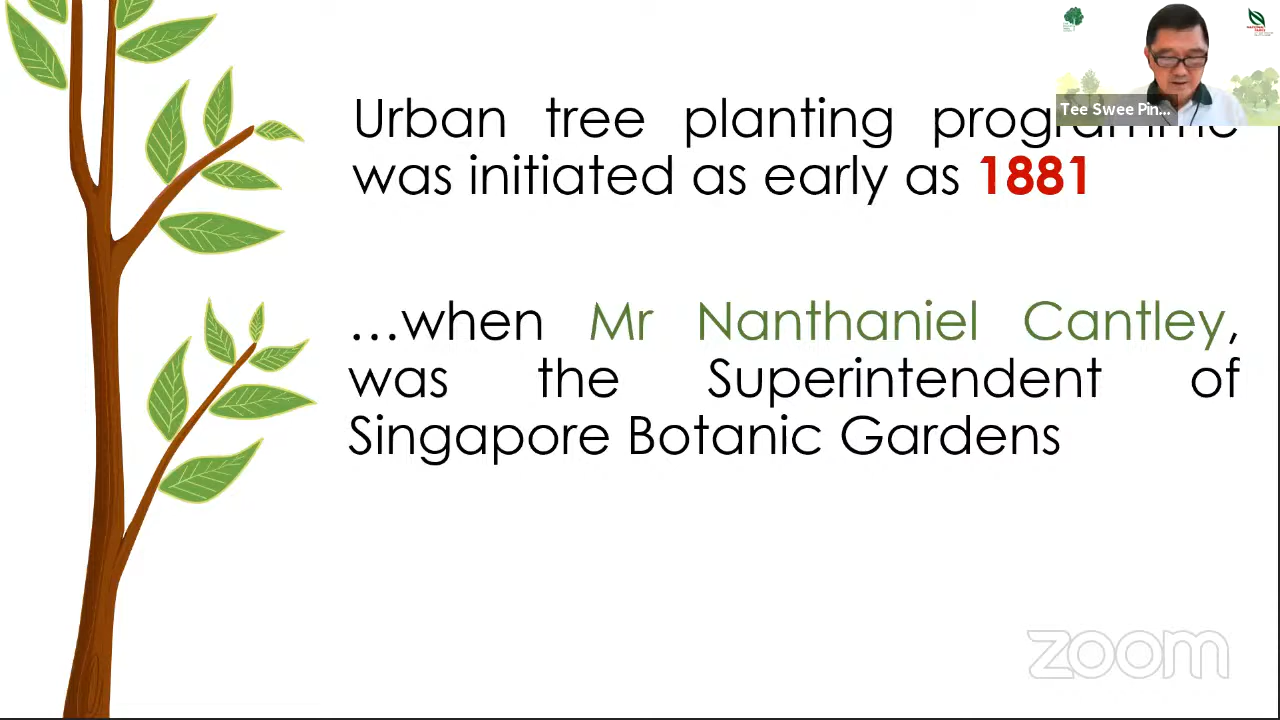 Urban tree planting programme
was initiated as early as 1881
…when Mr Nanthaniel Cantley,
was the Superintendent of
Singapore Botanic Gardens
Tee Swee Pin...
zoom